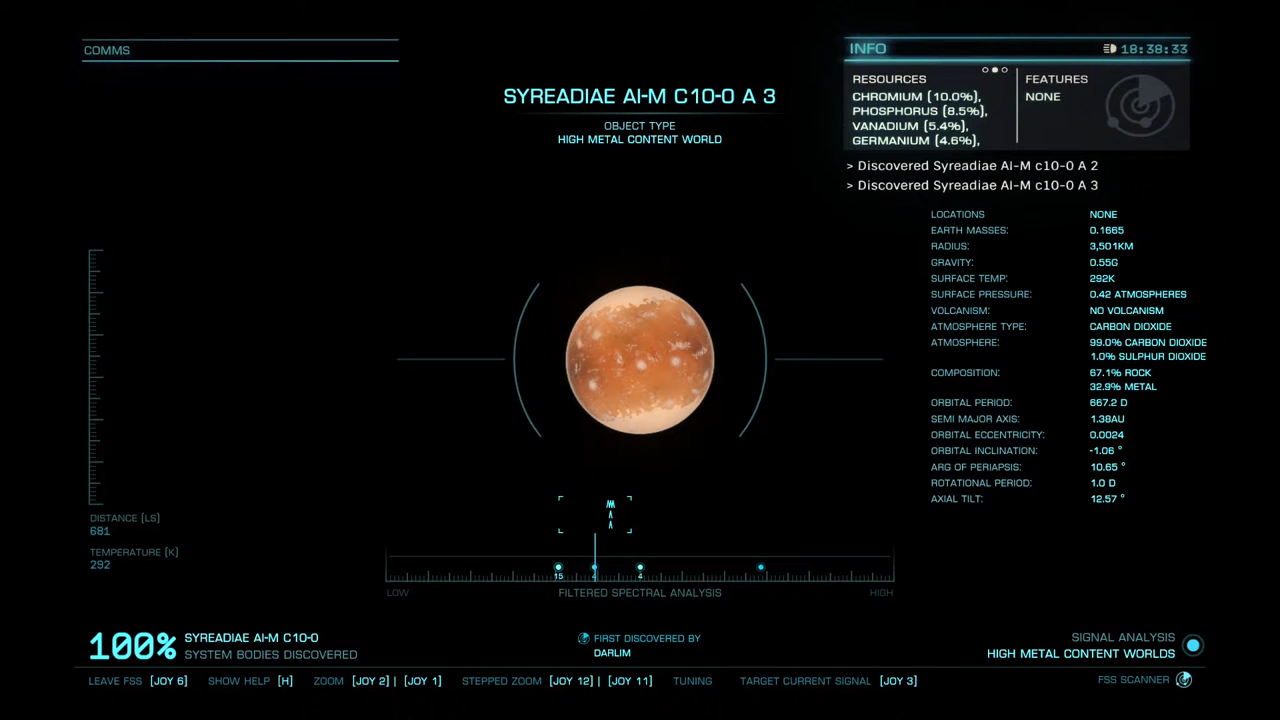 COMMS
INFO
18:38:33
RESOURCES
CHROMIUM (10.0%),
PHOSPHORUS (8.5%),
VANADIUM (5.4%),
GERMANIUM (4.6%),
FEATURES
NONE
> Discovered Syreadiae AI-M c10-0 A 2
> Discovered Syreadiae AI-M c10-0 A 3
SYREADIAE AI-M C10-0 A 3
OBJECT TYPE
HIGH METAL CONTENT WORLD
LOCATIONS NONE
EARTH MASSES: 0.1665
RADIUS: 3,501KM
GRAVITY: 0.55G
SURFACE TEMP: 292K
SURFACE PRESSURE: 0.42 ATMOSPHERES
VOLCANISM: NO VOLCANISM
ATMOSPHERE TYPE: CARBON DIOXIDE
ATMOSPHERE: 99.0% CARBON DIOXIDE
1.0% SULPHUR DIOXIDE
COMPOSITION: 67.1% ROCK
32.9% METAL
ORBITAL PERIOD: 667.2 D
SEMI MAJOR AXIS: 1.38AU
ORBITAL ECCENTRICITY: 0.0024
ORBITAL INCLINATION: -1.06 °
ARG OF PERIAPSIS: 10.65 °
ROTATIONAL PERIOD: 1.0 D
AXIAL TILT: 12.57 °
DISTANCE (LS)
681
TEMPERATURE (K)
292
15 4
LOW FILTERED SPECTRAL ANALYSIS HIGH
100%
SYREADIAE AI-M C10-0
SYSTEM BODIES DISCOVERED
FIRST DISCOVERED BY
DARLIM
SIGNAL ANALYSIS
HIGH METAL CONTENT WORLDS
LEAVE FSS [JOY 6] SHOW HELP [H] ZOOM [JOY 2] | [JOY 1] STEPPED ZOOM [JOY 12] | [JOY 11] TUNING TARGET CURRENT SIGNAL [JOY 3] FSS SCANNER